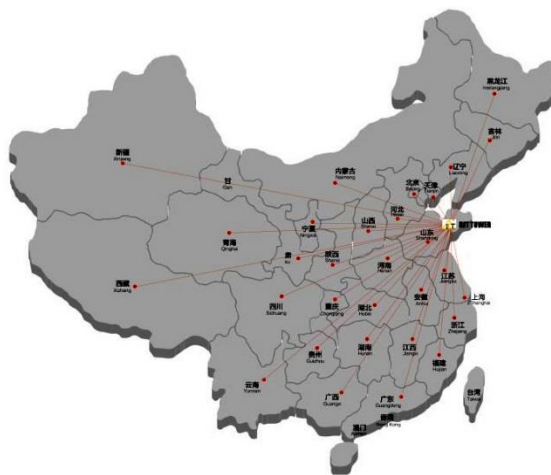 黑龙江
Heilongjiang
吉林
Jilin
辽宁
Liaoning
新疆
Xinjiang
甘
Gan
内蒙古
Neimeng
北京
Beijing
天津
Tianjin
河北
Hebei
宁夏
Ningxia
山西
Shanxi
青海
Qinghai
山东
Shandong
肃
su
陕西
河南
Henan
江苏
Jiangsu
西藏
Xizang
四川
Sichuang
重庆
Chongqing
湖北
Hubei
安徽
Anhui
上海
Shanghai
浙江
Zhejiang
贵州
Guizhou
湖南
Hunan
江西
Jiangxi
福建
云南
Yunnan
广西
Guangxi
广东
Guangdong
台湾
Taiwan
香港
Hong Kong
澳门